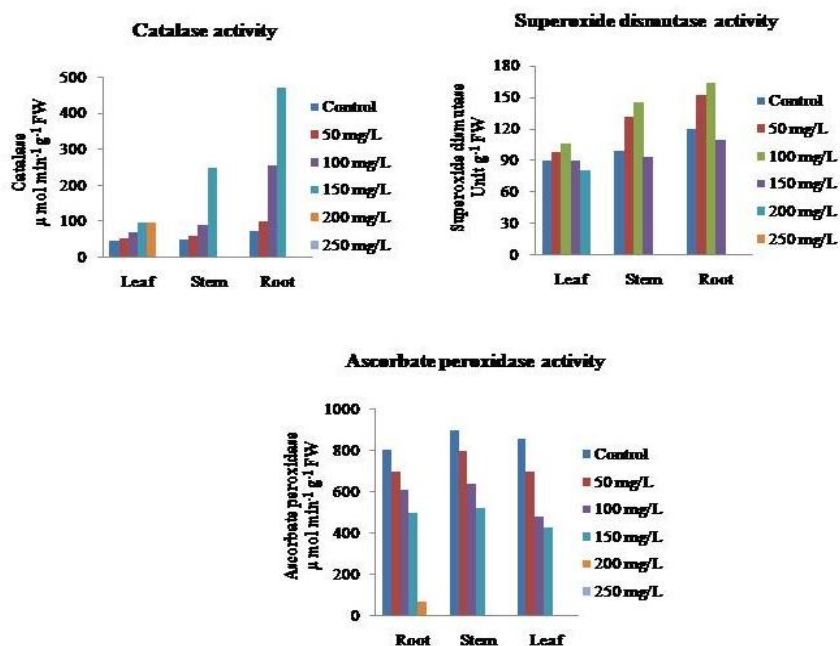 Catalase activity
500
400
300
200
100
0
Catalase
µ mol min-1 g-1 FW
Leaf Stem Root
Control
50 mg/L
100 mg/L
150 mg/L
200 mg/L
250 mg/L
Superoxide dismutase activity
180
150
120
90
60
30
0
Superoxide dismutase
Unit g-1 FW
Leaf Stem Root
Control
50 mg/L
100 mg/L
150 mg/L
200 mg/L
250 mg/L
Ascorbate peroxidase activity
1000
800
600
400
200
0
Ascorbate peroxidase
µ mol min-1 g-1 FW
Root Stem Leaf
Control
50 mg/L
100 mg/L
150 mg/L
200 mg/L
250 mg/L